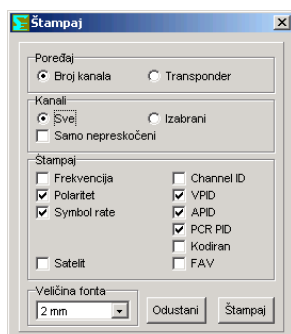 Štampaj
Poređaj
Broj kanala Transponder
Kanali
Sve Izabrani
Samo nepreskočeni
Štampaj
Frekvencija Channel ID
Polaritet VPID
Symbol rate APID
PCR PID
Kodiran
Satelit FAV
Veličina fonta
2 mm Odustani Štampaj